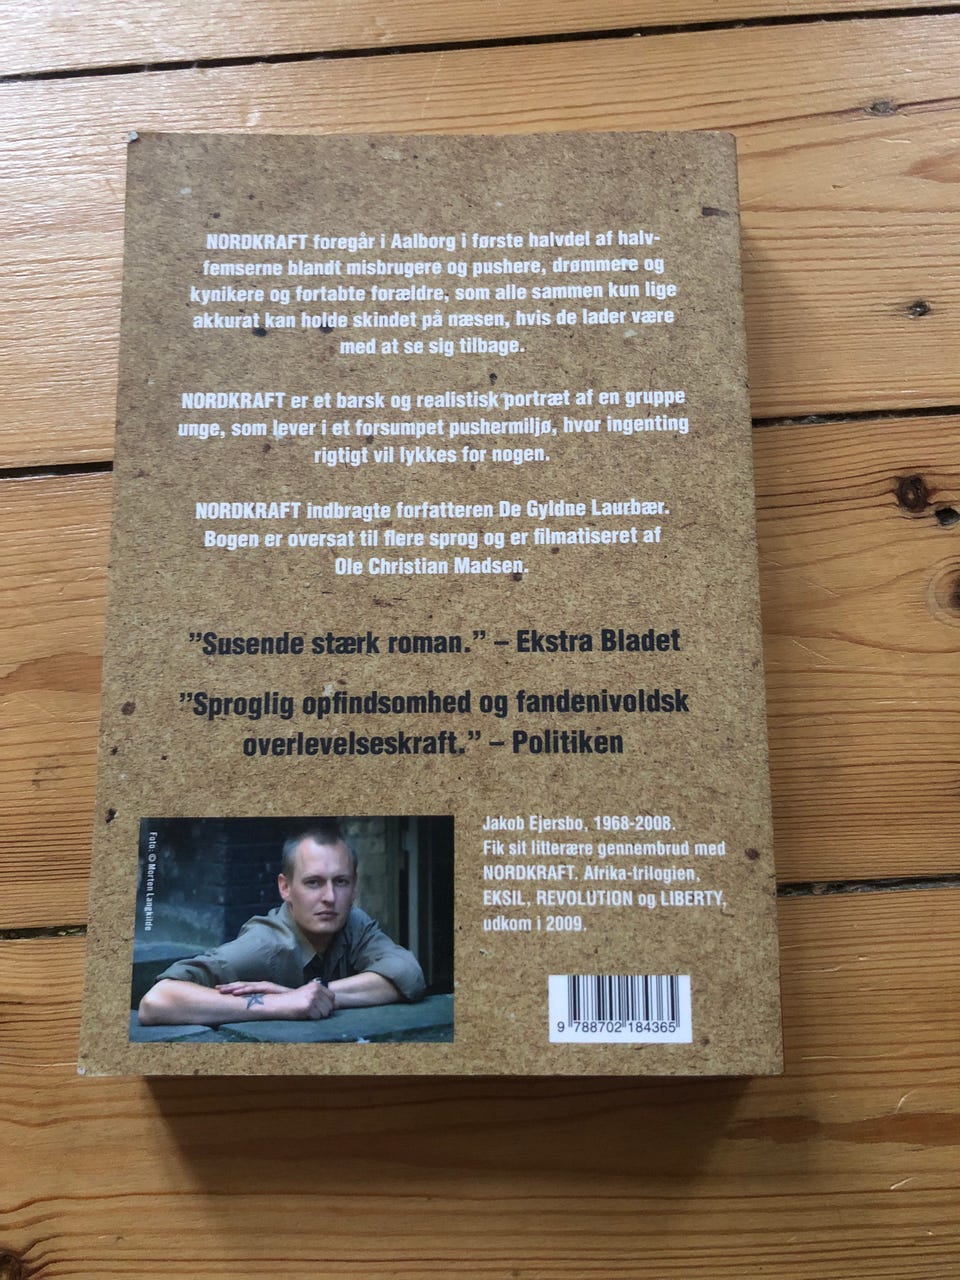 NORDKRAFT foregår i Aalborg i første halvdel af halv-
femserne blandt misbrugere og pushere, drømmere og
kynikere og fortabte forældre, som alle sammen kun lige
akkurat kan holde skindet på næsen, hvis de lader være
med at se sig tilbage.
NORDKRAFT er et barsk og realistisk portræt af en gruppe
unge, som lever i et forsumpet pushermiljø, hvor ingenting
rigtigt vil lykkes for nogen.
NORDKRAFT indbragte forfatteren De Gyldne Laurbær.
Bogen er oversat til flere sprog og er filmatiseret af
Ole Christian Madsen.
”Susende stærk roman.” – Ekstra Bladet
”Sproglig opfindsomhed og fandenivoldsk
overlevelseskraft.” – Politiken
Foto: © Morten Langkilde
Jakob Ejersbo, 1968-2008.
Fik sit litterære gennembrud med
NORDKRAFT. Afrika-trilogien,
EKSIL, REVOLUTION og LIBERTY,
udkom i 2009.
9 788702 184365